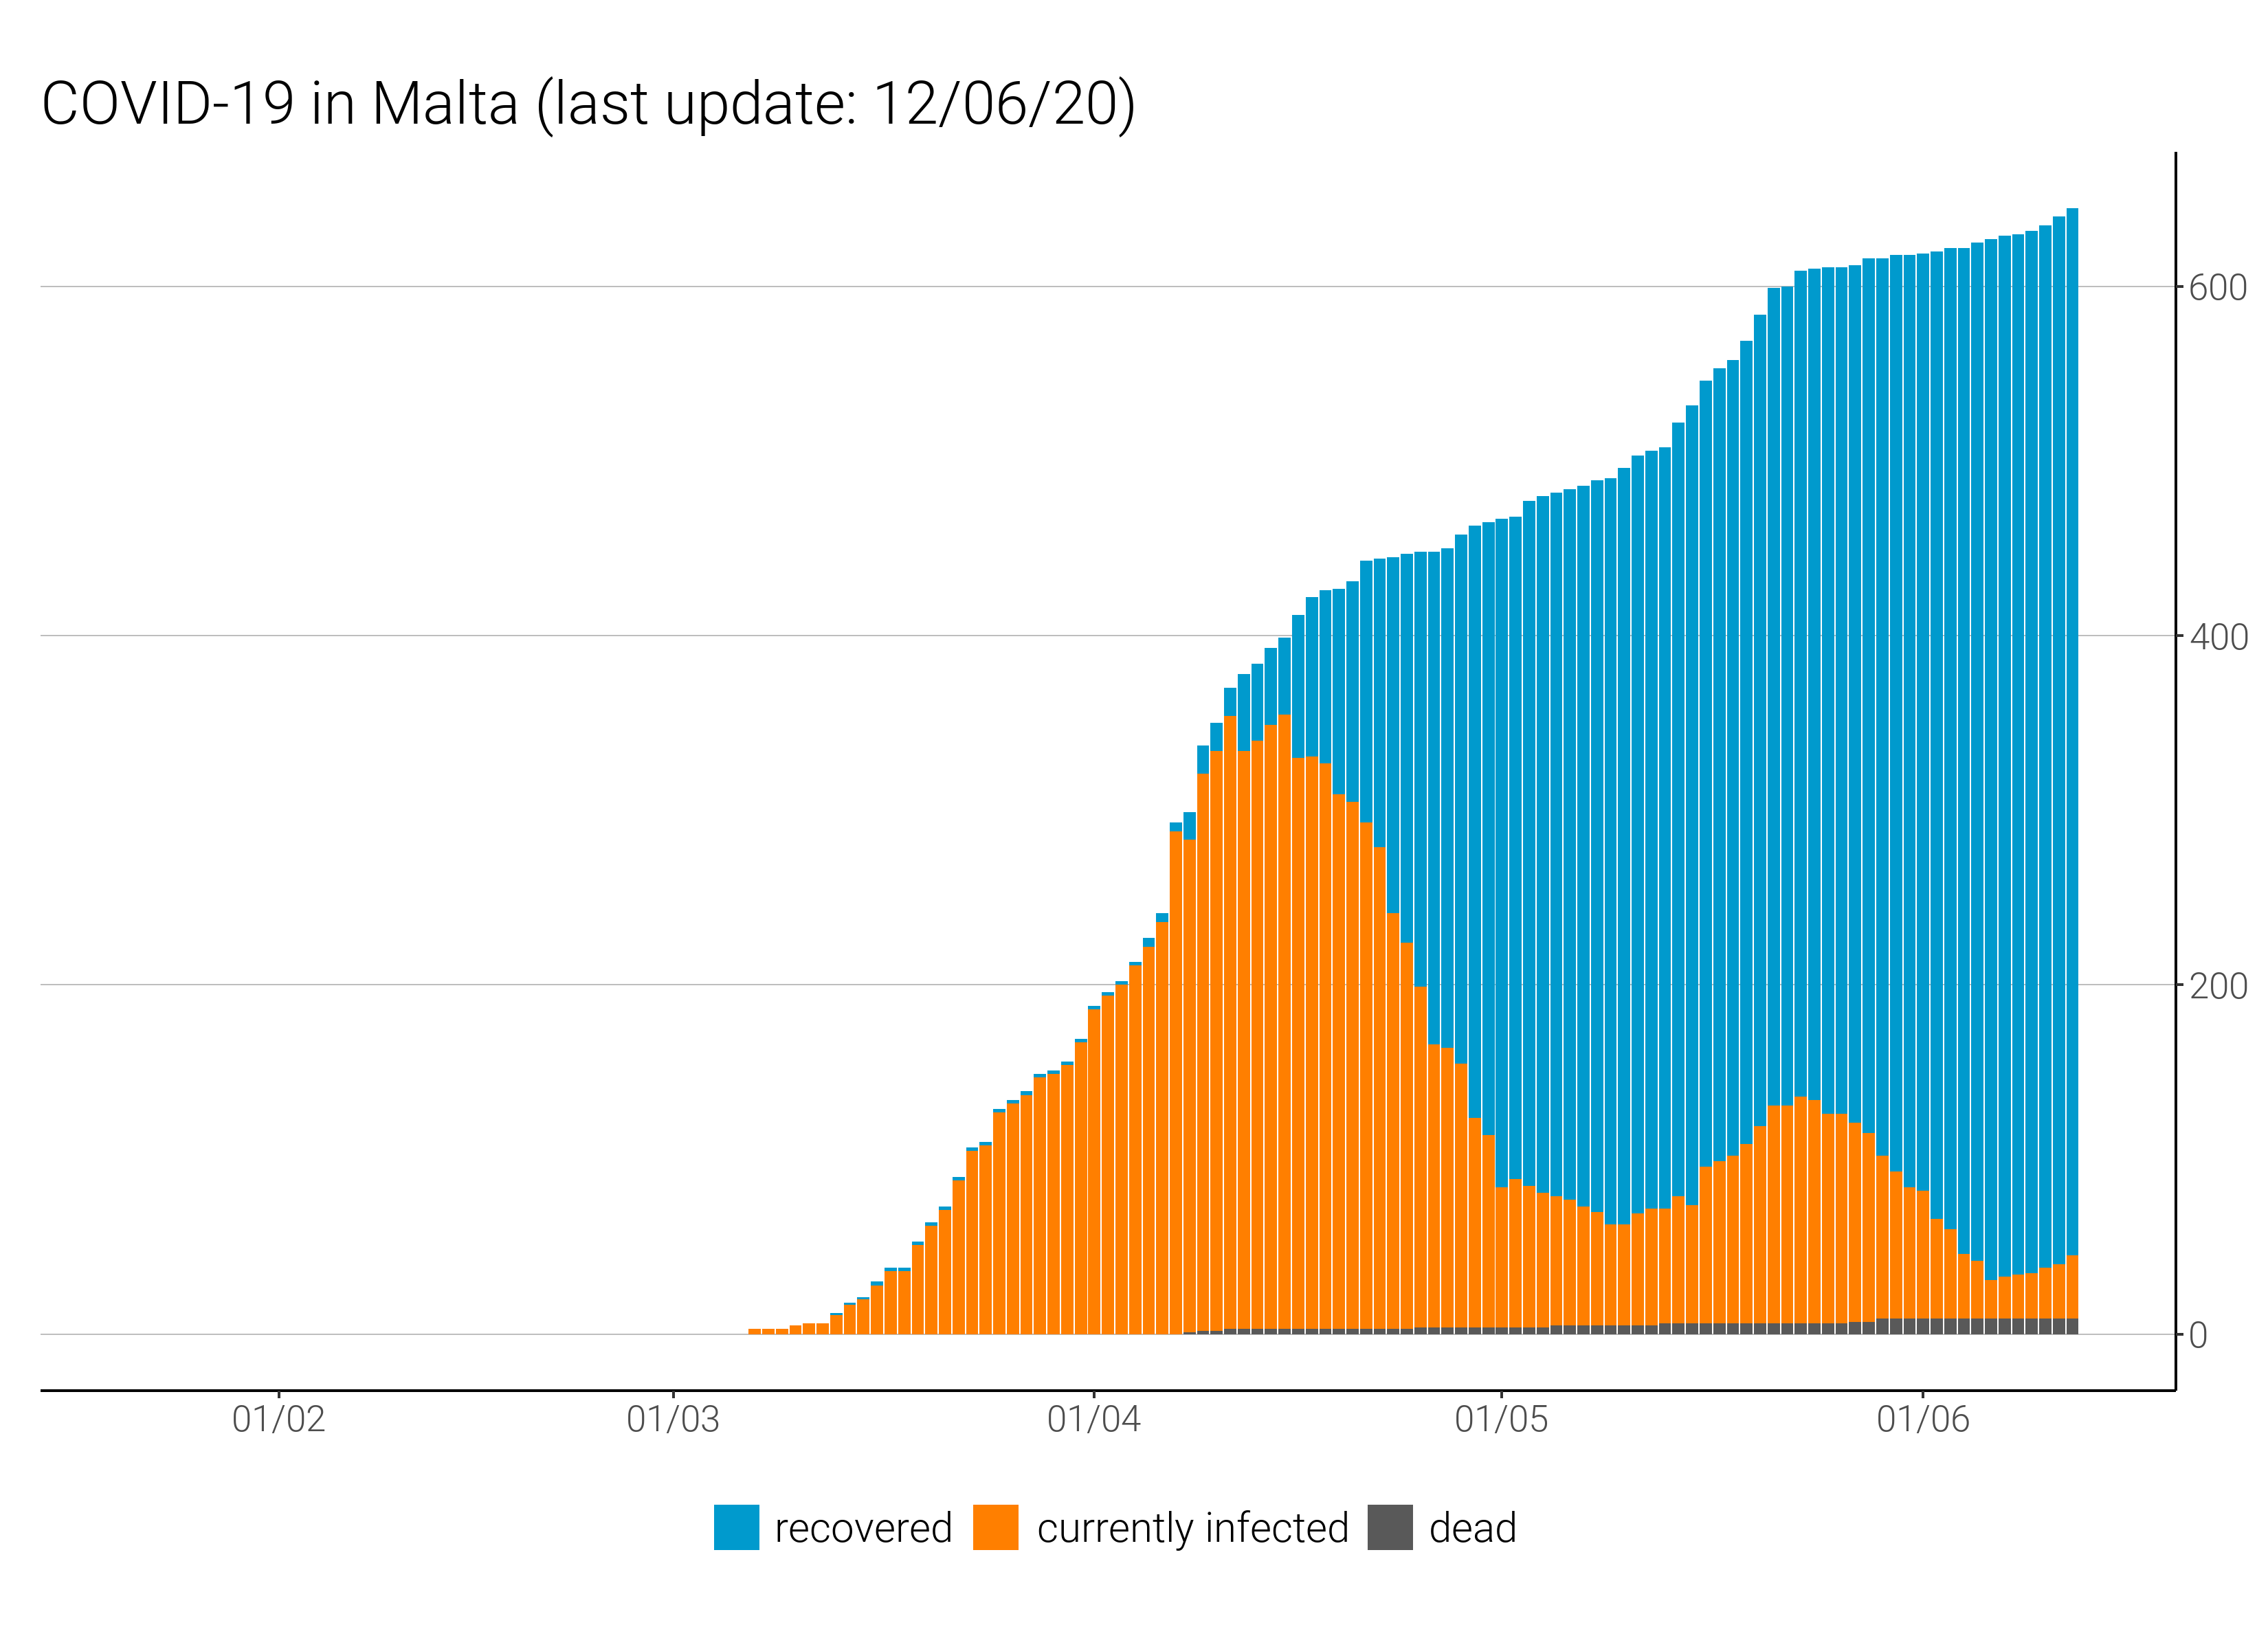 COVID-19 in Malta (last update: 12/06/20)
600
400
200
0
01/02 01/03 01/04 01/05 01/06
recovered currently infected dead